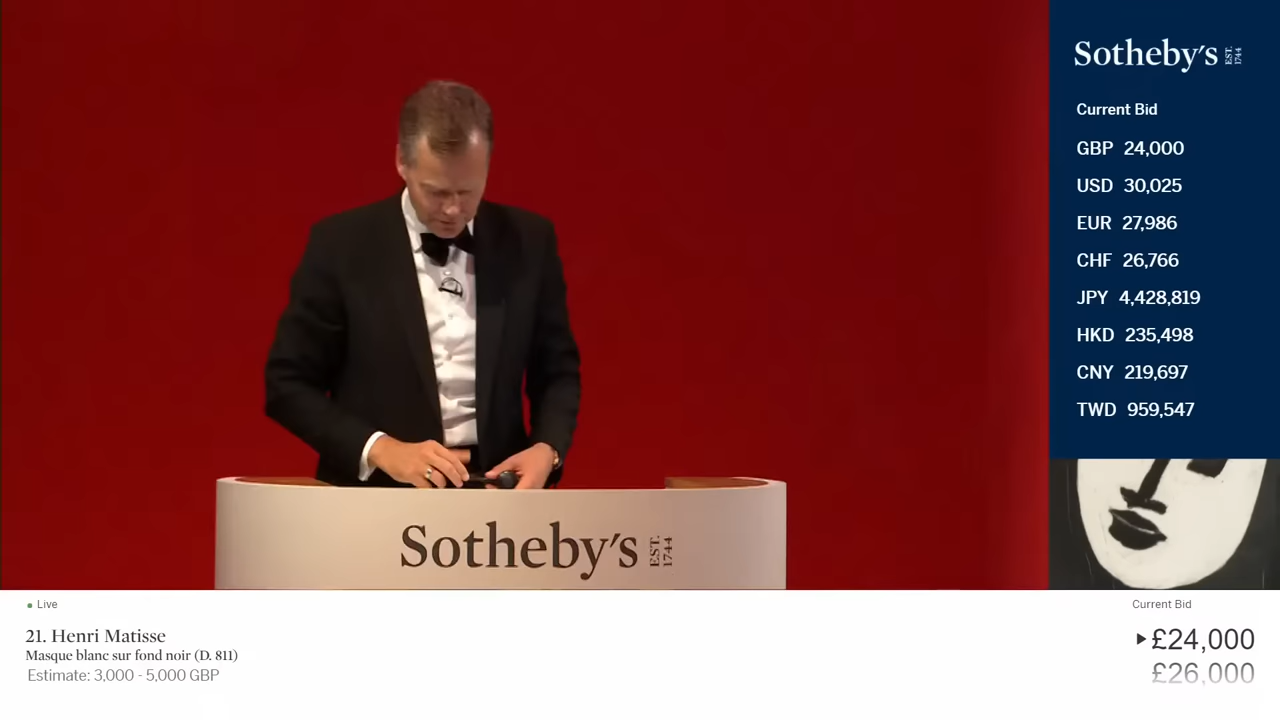 Sotheby's EST. 1744
Current Bid
GBP 24,000
USD 30,025
EUR 27,986
CHF 26,766
JPY 4,428,819
HKD 235,498
CNY 219,697
TWD 959,547
Sotheby's EST. 1744
Live
21. Henri Matisse
Masque blanc sur fond noir (D. 811)
Estimate: 3,000 - 5,000 GBP
Current Bid
£24,000
£26,000